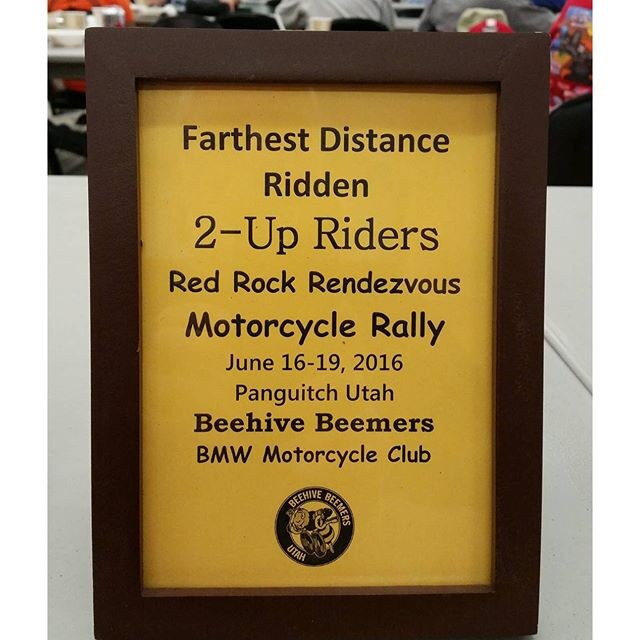 Farthest Distance
Ridden
2-Up Riders
Red Rock Rendezvous
Motorcycle Rally
June 16-19, 2016
Panguitch Utah
Beehive Beemers
BMW Motorcycle Club
BEEHIVE BEEMERS
UTAH